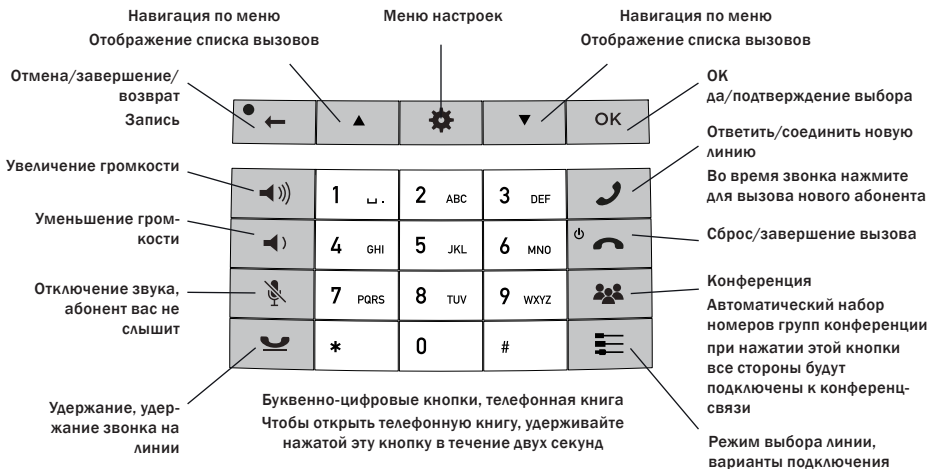 Навигация по меню
Отображение списка вызовов
Меню настроек
Навигация по меню
Отображение списка вызовов
Отмена/завершение/
возврат
Запись
Увеличение громкости
Уменьшение гром-
кости
Отключение звука,
абонент вас не
слышит
Удержание, удер-
жание звонка на
линии
OK
1 .
2 ABC
3 DEF
4 GHI
5 JKL
6 MNO
7 PQRS
8 TUV
9 WXYZ
*
0
#
Буквенно-цифровые кнопки, телефонная книга
Чтобы открыть телефонную книгу, удерживайте
нажатой эту кнопку в течение двух секунд
ОК
да/подтверждение выбора
Ответить/соединить новую
линию
Во время звонка нажмите
для вызова нового абонента
Сброс/завершение вызова
Конференция
Автоматический набор
номеров групп конференции
при нажатии этой кнопки
все стороны будут
подключены к конференц-
связи
Режим выбора линии,
варианты подключения